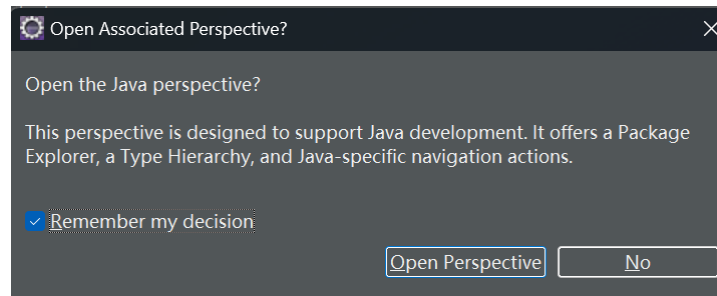 Open Associated Perspective?
Open the Java perspective?
This perspective is designed to support Java development. It offers a Package
Explorer, a Type Hierarchy, and Java-specific navigation actions.
Remember my decision
Open Perspective
No